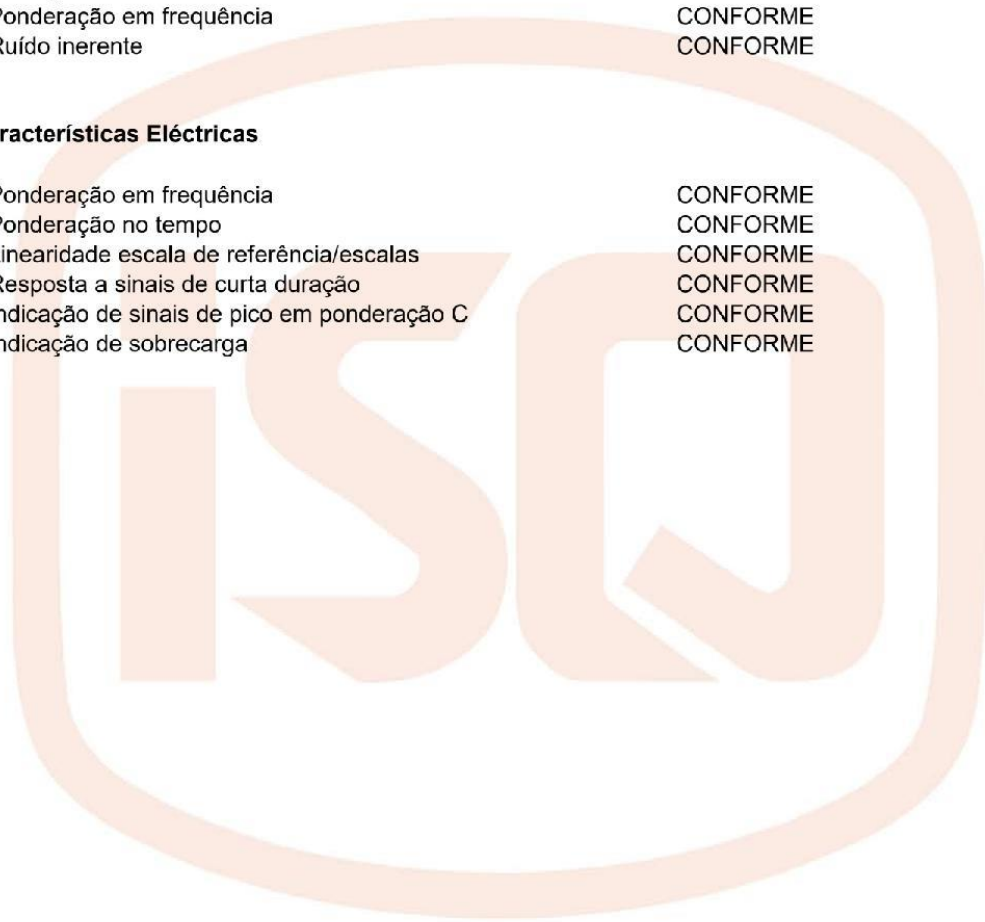 onderação em frequência CONFORME
Ruído inerente CONFORME
racterísticas Eléctricas
Ponderação em frequência CONFORME
Ponderação no tempo CONFORME
Linearidade escala de referência/escalas CONFORME
Resposta a sinais de curta duração CONFORME
ndicação de sinais de pico em ponderação C CONFORME
ndicação de sobrecarga CONFORME
iSQ